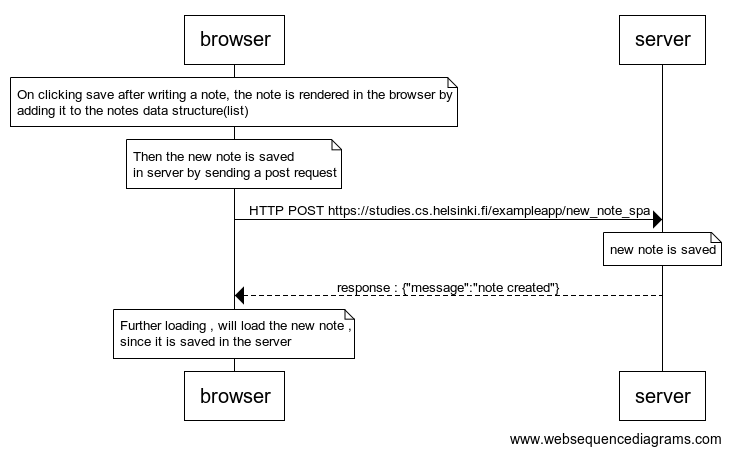 browser
server
On clicking save after writing a note, the note is rendered in the browser by
adding it to the notes data structure(list)
Then the new note is saved
in server by sending a post request
HTTP POST https://studies.cs.helsinki.fi/exampleapp/new_note_spa
new note is saved
response : {"message":"note created"}
Further loading , will load the new note ,
since it is saved in the server
browser
server
www.websequencediagrams.com